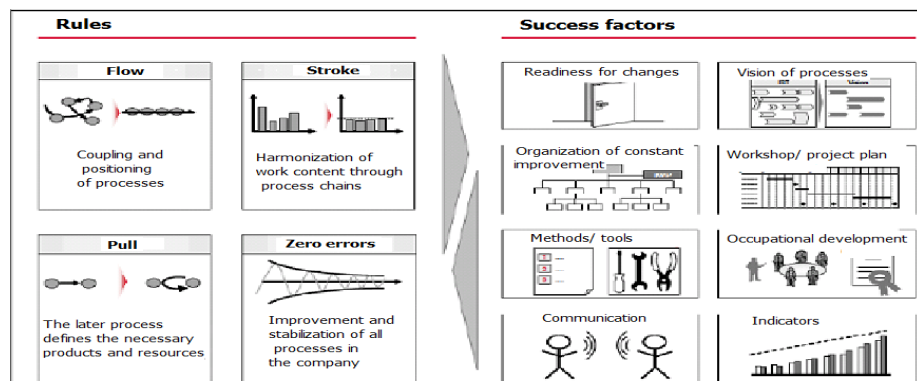 Rules
Flow
Coupling and
positioning
of processes
Stroke
Harmonization of
work content through
process chains
Pull
The later process
defines the necessary
products and resources
Zero errors
Improvement and
stabilization of all
processes in
the company
Success factors
Readiness for changes
Vision of processes
Organization of constant
improvement
Workshop/ project plan
Methods/ tools
Occupational development
Communication
Indicators